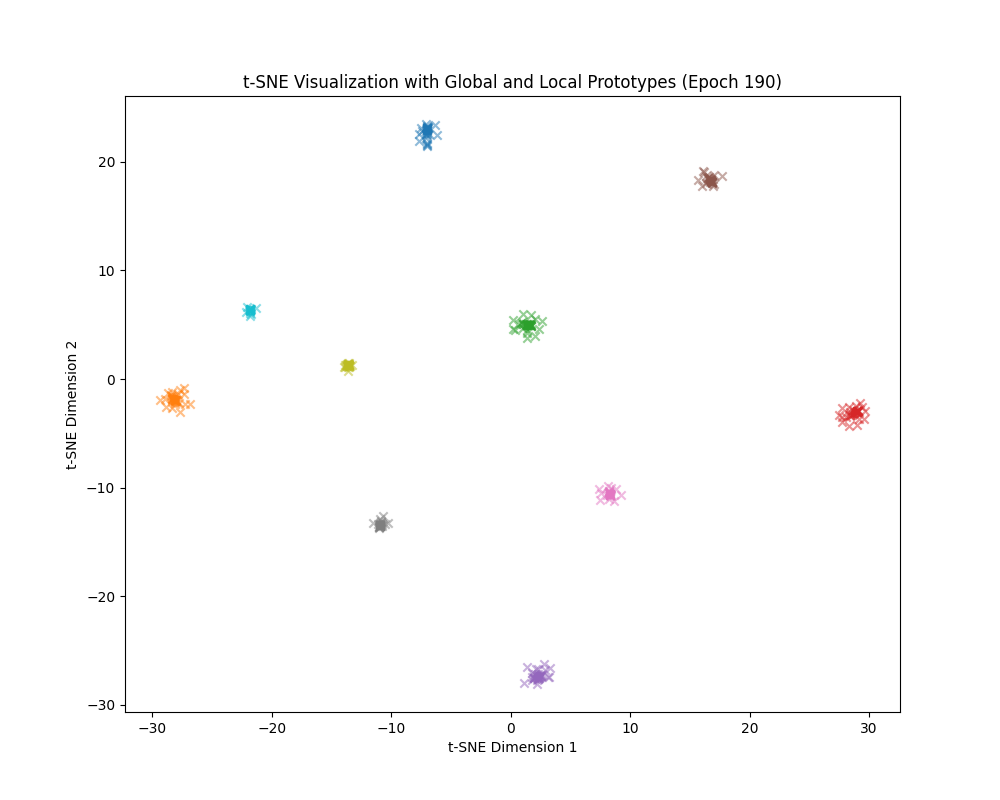 t-SNE Visualization with Global and Local Prototypes (Epoch 190)
20
10
0
−10
−20
−30
t-SNE Dimension 2
−30 −20 −10 0 10 20 30
t-SNE Dimension 1